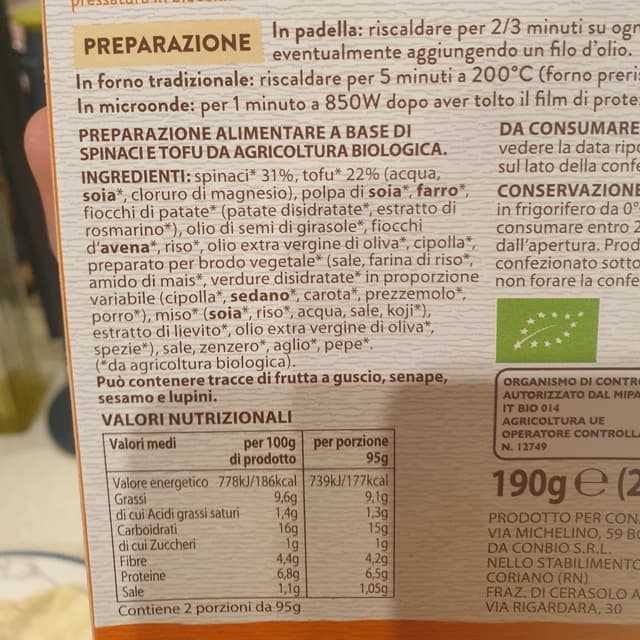 PREPARAZIONE
In padella: riscaldare per 2/3 minuti su
eventualmente aggiungendo un filo d'olio.
In forno tradizionale: riscaldare per 5 minuti a 200°C (forno
In microonde: per 1 minuto a 850W dopo aver tolto il film di
PREPARAZIONE ALIMENTARE A BASE DI
SPINACI E TOFU DA AGRICOLTURA BIOLOGICA.
INGREDIENTI: spinaci* 31%, tofu* 22% (acqua,
soia*, cloruro di magnesio), polpa di soia*, farro*,
fiocchi di patate* (patate disidratate*, estratto di
rosmarino*), olio di semi di girasole*, fiocchi
d'avena*, riso*, olio extra vergine di oliva*, cipolla*,
preparato per brodo vegetale* (sale, farina di riso*,
amido di mais*, verdure disidratate* in proporzione
variabile (cipolla*, sedano*, carota*, prezzemolo*,
porro*), miso* (soia*, riso*, acqua, sale, koji*),
estratto di lievito*, olio extra vergine di oliva*,
spezie*), sale, zenzero*, aglio*, pepe*.
(*da agricoltura biologica).
Può contenere tracce di frutta a guscio, senape,
sesamo e lupini.
VALORI NUTRIZIONALI
Valori medi per 100g di prodotto per porzione 95g
Valore energetico 778kJ/186kcal 739kJ/177kcal
Grassi 9,6g 9,1g
di cui Acidi grassi saturi 1,4g 1,3g
Carboidrati 16g 15g
di cui Zuccheri 1g 1g
Fibre 4,4g 4,2g
Proteine 6,8g 6,5g
Sale 1,1g 1,05g
Contiene 2 porzioni da 95g
DA CONSUMARE
vedere la data
sul lato della
CONSERVAZIONE
in frigorifero da 0°
consumare entro 2
dall'apertura.
confezionato sotto
non forare la
ORGANISMO DI
AUTORIZZATO DAL
IT BIO 014
AGRICOLTURA UE
OPERATORE
N. 12749
190g e (2
PRODOTTO PER
VIA MICHELINO, 59
DA CONBIO S.R.L.
NELLO STABILIMENTO
CORIANO (RN)
FRAZ. DI CERASOLO
VIA RIGARDARA, 30